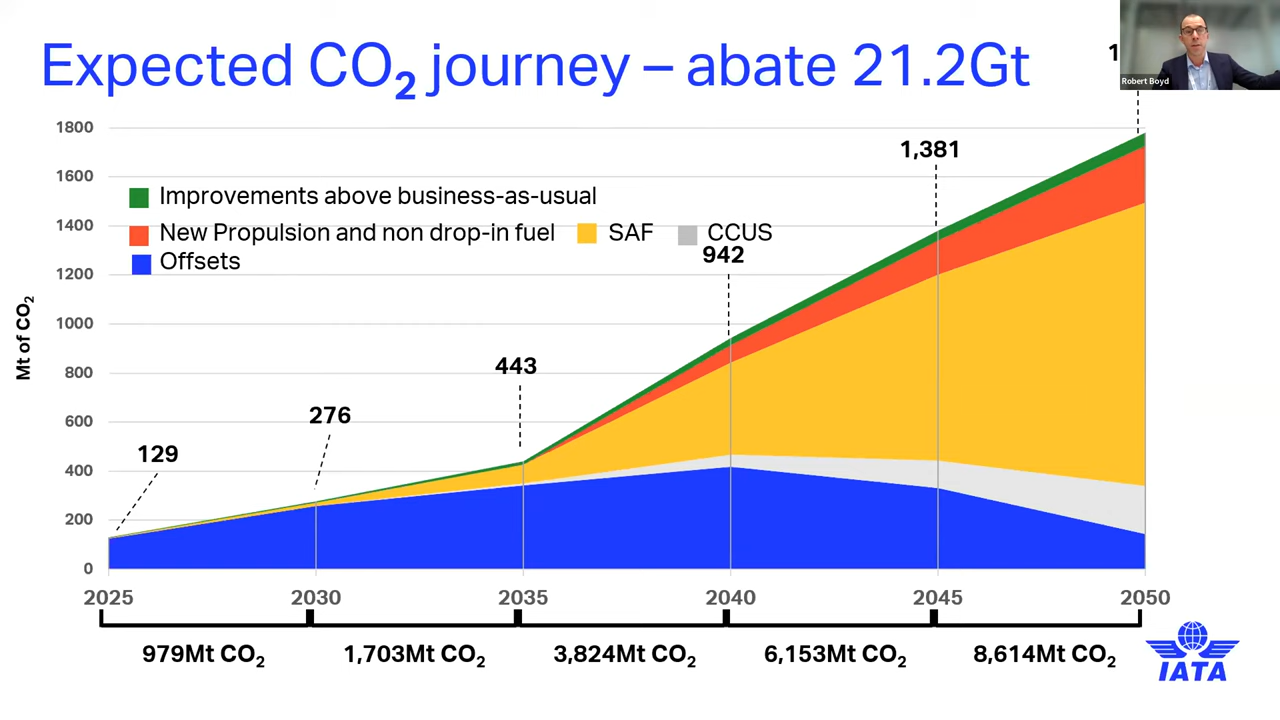 Expected CO₂ journey – abate 21.2Gt
Robert Boyd
1800
1600
1400
1200
1000
800
600
400
200
0
Mt of CO₂
Improvements above business-as-usual
New Propulsion and non drop-in fuel SAF CCUS
Offsets
129
276
443
942
1,381
2025 2030 2035 2040 2045 2050
979Mt CO₂ 1,703Mt CO₂ 3,824Mt CO₂ 6,153Mt CO₂ 8,614Mt CO₂
IATA